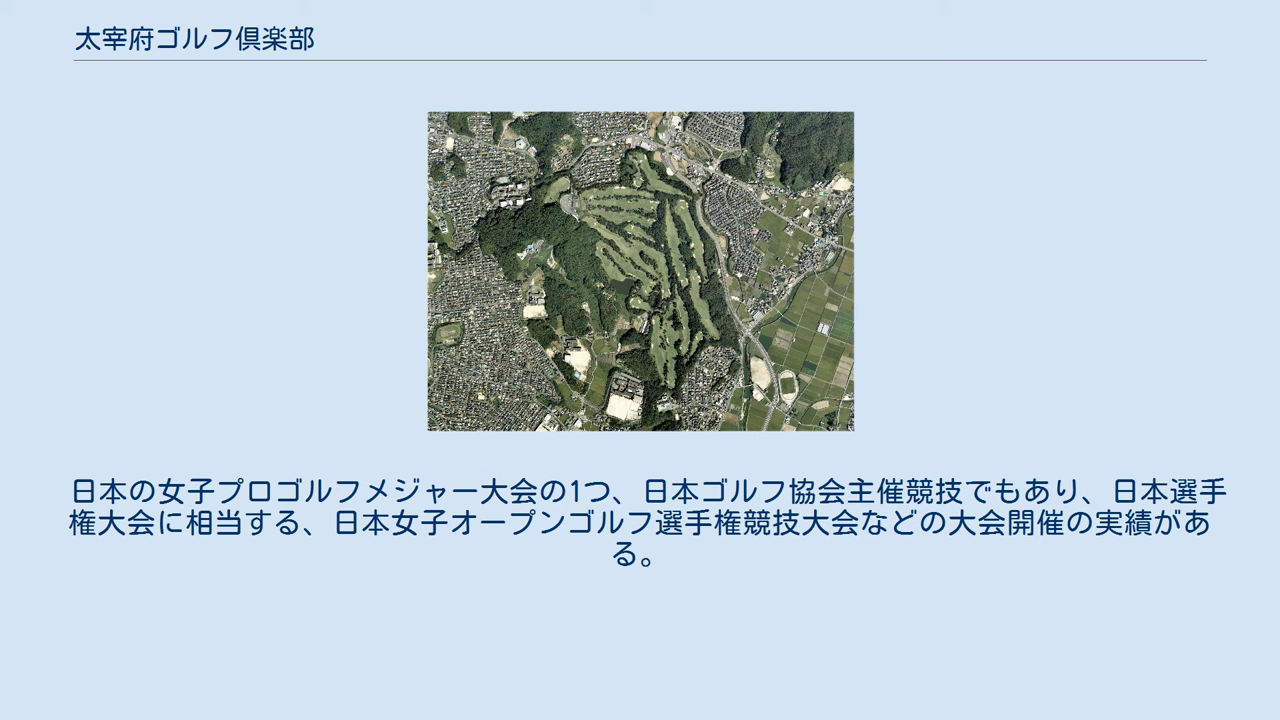 太宰府ゴルフ倶楽部
日本の女子プロゴルフメジャー大会の1つ、日本ゴルフ協会主催競技でもあり、日本選手
権大会に相当する、日本女子オープンゴルフ選手権競技大会などの大会開催の実績があ
る。